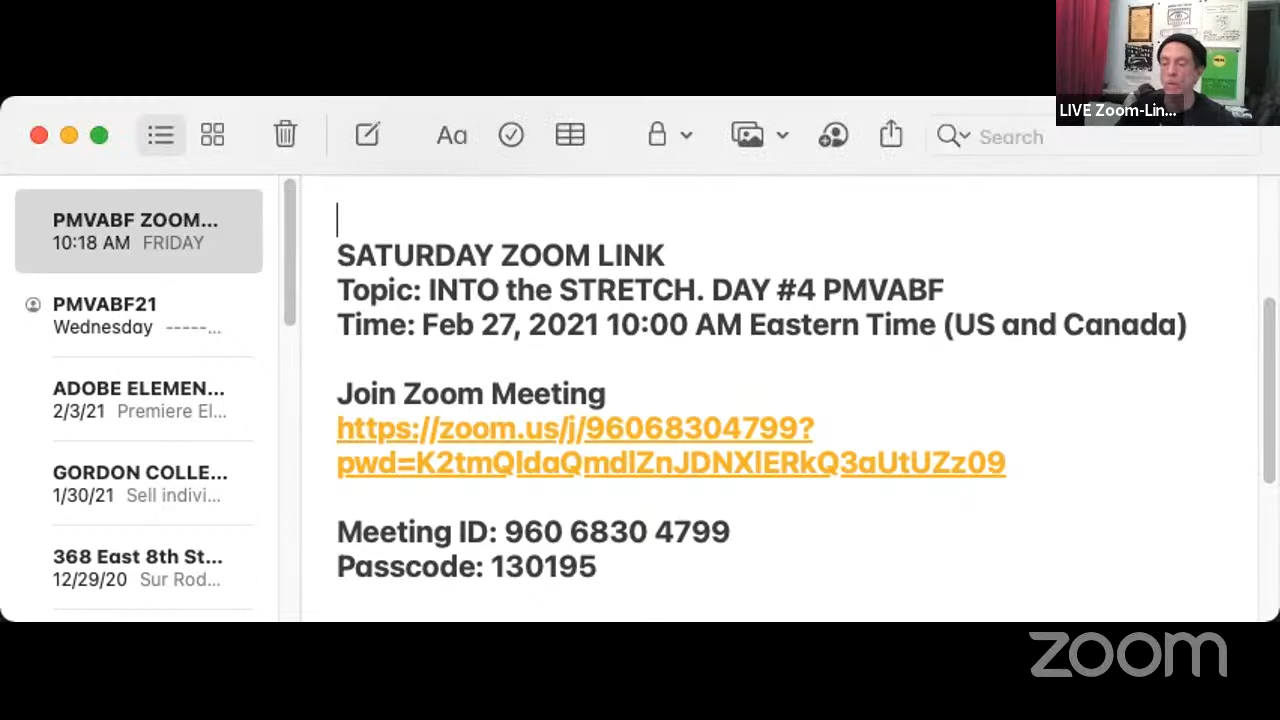 LIVE Zoom-Lin...
Aa
Search
PMVABF ZOOM...
10:18 AM FRIDAY
PMVABF21
Wednesday -----...
ADOBE ELEMEN...
2/3/21 Premiere El...
GORDON COLLE...
1/30/21 Sell indivi...
368 East 8th St...
12/29/20 Sur Rod...
SATURDAY ZOOM LINK
Topic: INTO the STRETCH. DAY #4 PMVABF
Time: Feb 27, 2021 10:00 AM Eastern Time (US and Canada)
Join Zoom Meeting
https://zoom.us/j/96068304799?
pwd=K2tmQldaQmdlZnJDNXlERkQ3aUtUZz09
Meeting ID: 960 6830 4799
Passcode: 130195
zoom